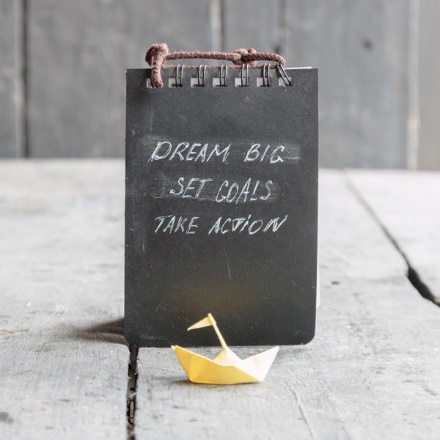 DREAM BIG
SET GOALS
TAKE ACTION